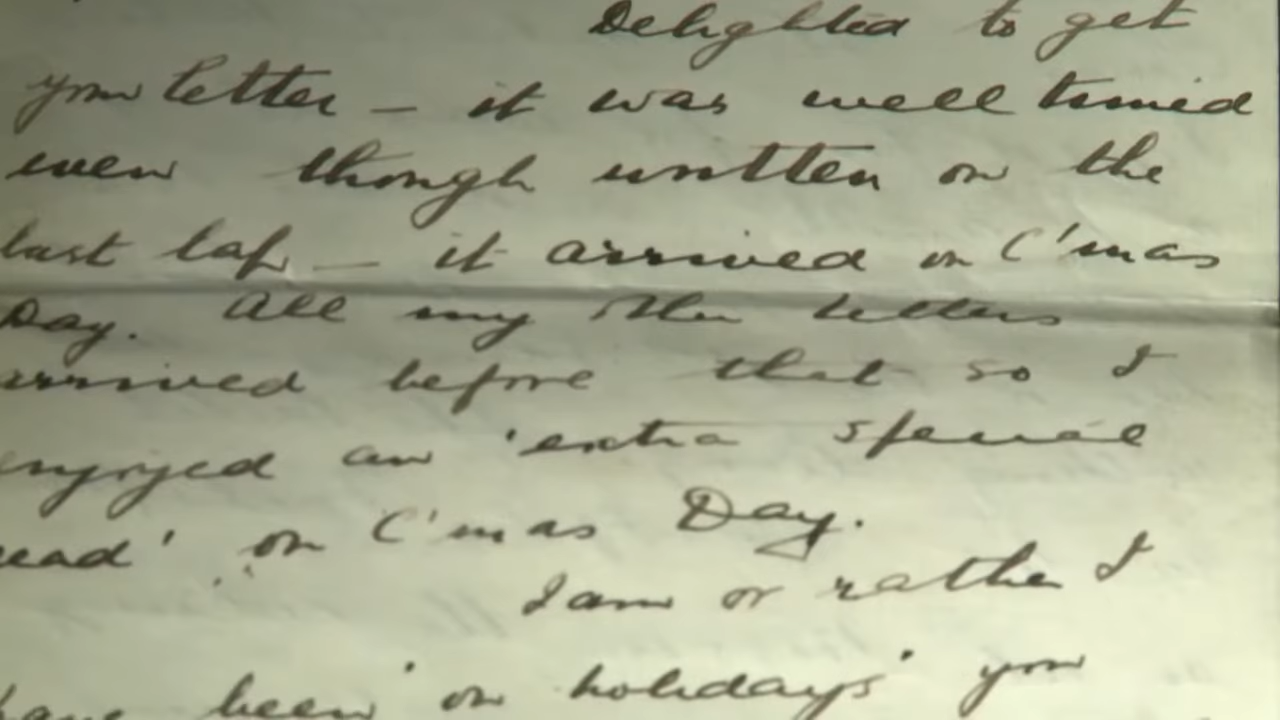 Delighted to get
your letter – it was well timed
even though written on the
last lap – it arrived on C'mas
Day. All my other letters
arrived before that so I
enjoyed an 'extra special
read' on C'mas Day.
I am or rather I
have been 'on holidays' you